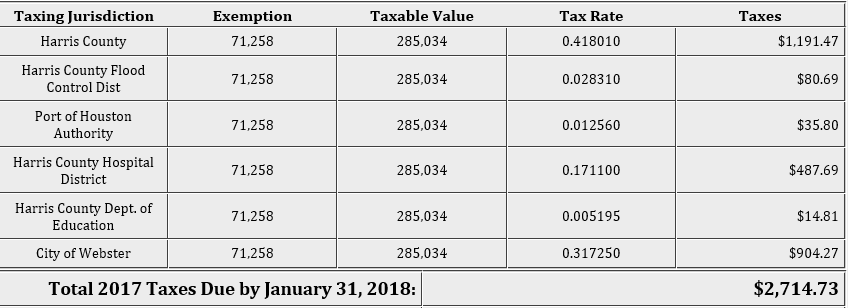 Taxing Jurisdiction Exemption Taxable Value Tax Rate Taxes
Harris County 71,258 285,034 0.418010 $1,191.47
Harris County Flood
Control Dist 71,258 285,034 0.028310 $80.69
Port of Houston
Authority 71,258 285,034 0.012560 $35.80
Harris County Hospital
District 71,258 285,034 0.171100 $487.69
Harris County Dept. of
Education 71,258 285,034 0.005195 $14.81
City of Webster 71,258 285,034 0.317250 $904.27
Total 2017 Taxes Due by January 31, 2018: $2,714.73